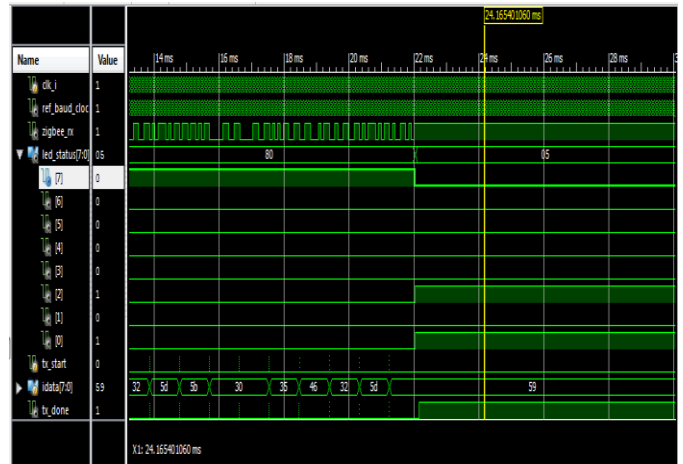 24.165401060 ms
Name Value 14 ms 16 ms 18 ms 20 ms 22 ms 24 ms 26 ms 28 ms
clk_i 1
ref_baud_cloc 1
zigbee_rx 1
led_status[7:0] 05 80 05
[7] 0
[6] 0
[5] 0
[4] 0
[3] 0
[2] 1
[1] 0
[0] 1
tx_start 0
idata[7:0] 59 32 5d 5b 30 35 46 32 5d 59
tx_done 1
X1: 24.165401060 ms